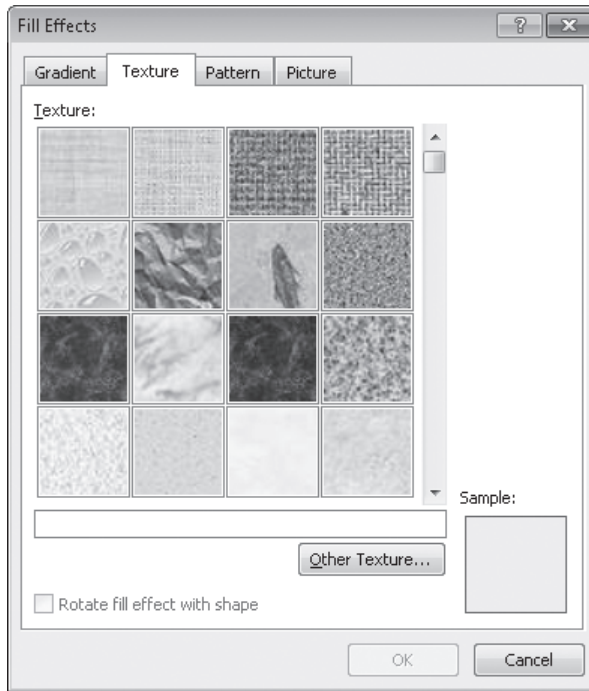 Fill Effects
Gradient Texture Pattern Picture
Texture:
Sample:
Other Texture...
Rotate fill effect with shape
OK Cancel